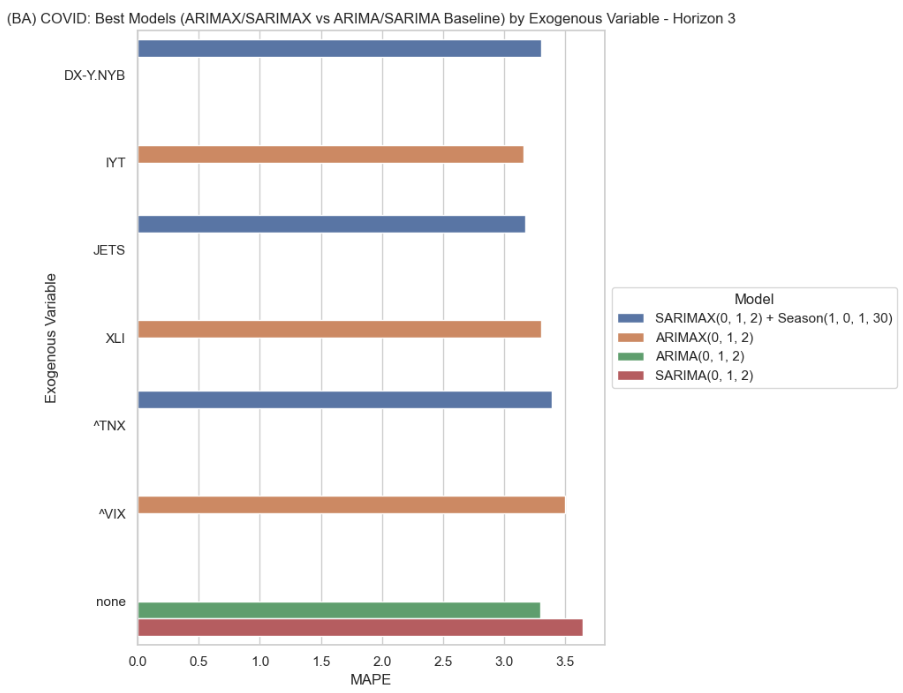 (BA) COVID: Best Models (ARIMAX/SARIMAX vs ARIMA/SARIMA Baseline) by Exogenous Variable - Horizon 3
Exogenous Variable
DX-Y.NYB
IYT
JETS
XLI
^TNX
^VIX
none
0.0 0.5 1.0 1.5 2.0 2.5 3.0 3.5
MAPE
Model
SARIMAX(0, 1, 2) + Season(1, 0, 1, 30)
ARIMAX(0, 1, 2)
ARIMA(0, 1, 2)
SARIMA(0, 1, 2)